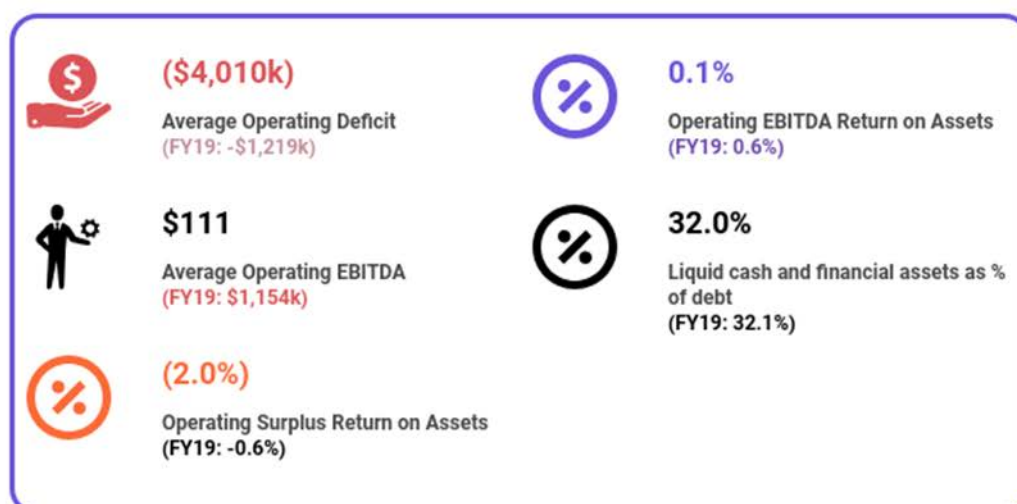 ($4,010k)
Average Operating Deficit
(FY19: -$1,219k)
$111
Average Operating EBITDA
(FY19: $1,154k)
(2.0%)
Operating Surplus Return on Assets
(FY19: -0.6%)
0.1%
Operating EBITDA Return on Assets
(FY19: 0.6%)
32.0%
Liquid cash and financial assets as %
of debt
(FY19: 32.1%)